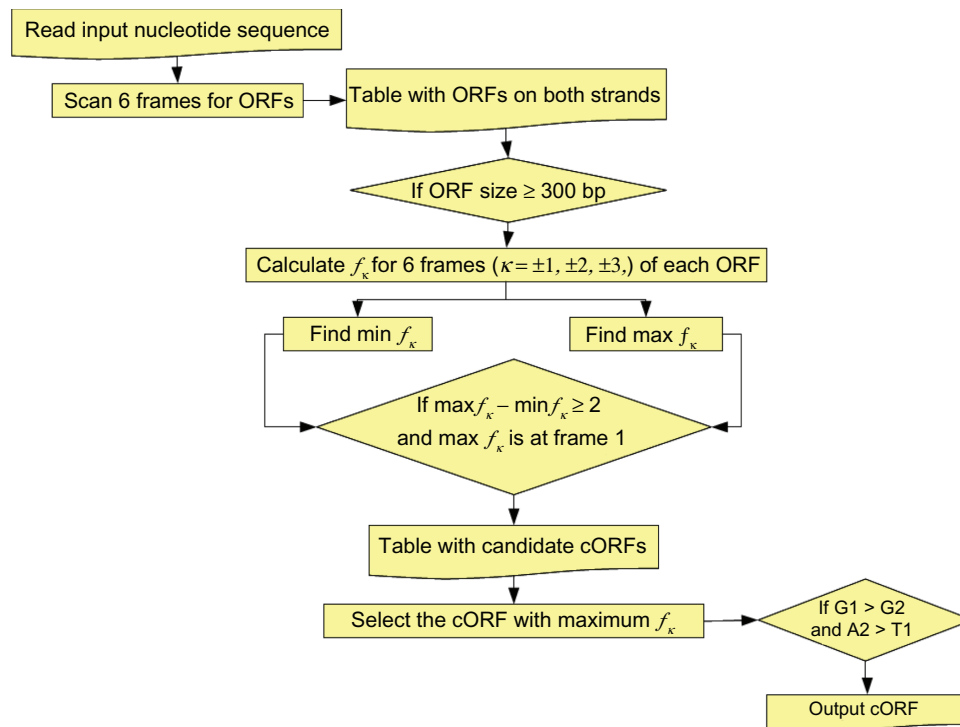 Read input nucleotide sequence
Scan 6 frames for ORFs
Table with ORFs on both strands
If ORF size ≥ 300 bp
Calculate fκ for 6 frames (κ = ±1, ±2, ±3,) of each ORF
Find min fκ
Find max fκ
If max fκ – min fκ ≥ 2
and max fκ is at frame 1
Table with candidate cORFs
Select the cORF with maximum fκ
If G1 > G2
and A2 > T1
Output cORF